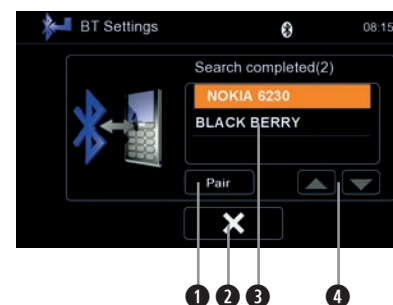 BT Settings
08:15
Search completed(2)
NOKIA 6230
BLACK BERRY
Pair
1 2 3 4